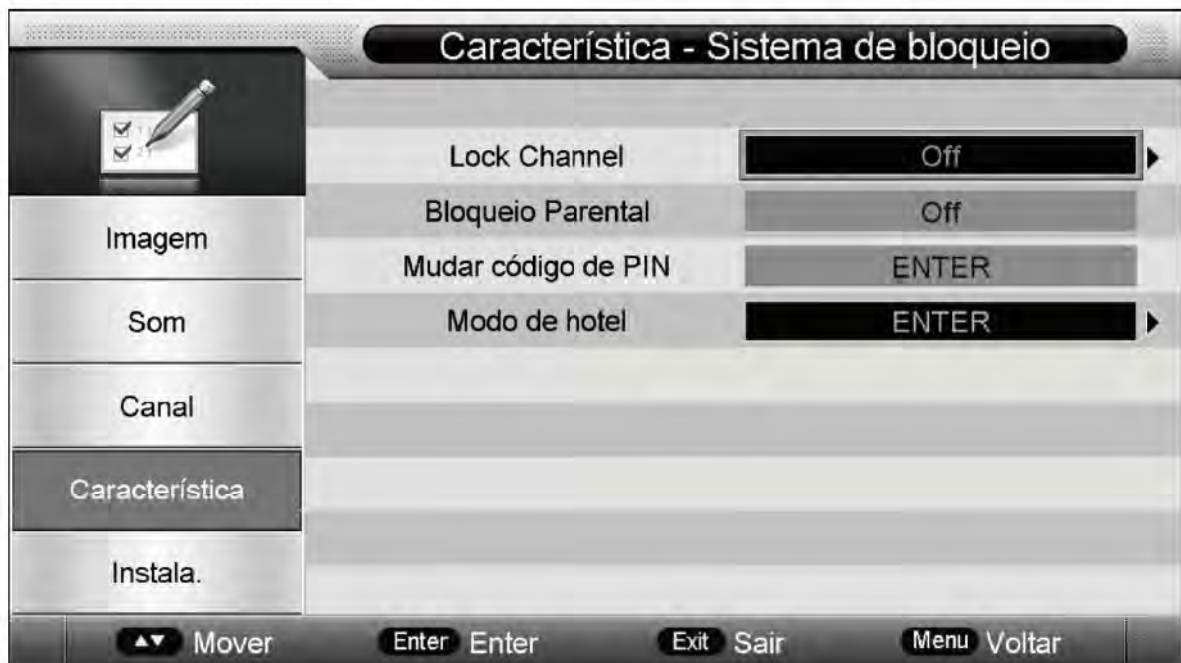 Característica - Sistema de bloqueio
Lock Channel Off
Bloqueio Parental Off
Mudar código de PIN ENTER
Modo de hotel ENTER
Imagem
Som
Canal
Característica
Instala.
▲▼ Mover Enter Enter Exit Sair Menu Voltar